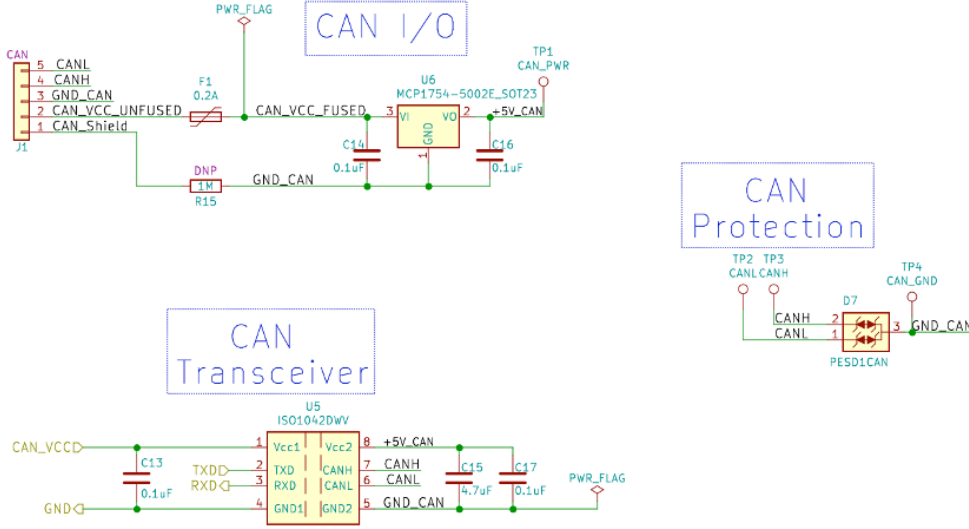 PWR_FLAG
CAN I/O
CAN
5 CANL
4 CANH
3 GND_CAN
2 CAN_VCC_UNFUSED
1 CAN_Shield
J1
F1
0.2A
CAN_VCC_FUSED
U6
MCP1754-5002E_SOT23
3 VI
VO 2
GND
1
+5V_CAN
TP1
CAN_PWR
C14
0.1uF
C16
0.1uF
DNP
1M
R15
GND_CAN
CAN
Protection
TP2
CANL
TP3
CANH
TP4
CAN_GND
D7
CANH 2
CANL 1
3 GND_CAN
PESD1CAN
CAN
Transceiver
U5
ISO1042DWV
CAN_VCC
1 Vcc1
Vcc2 8
+5V_CAN
C13
0.1uF
TXD
2 TXD
CANH 7
CANH
RXD
3 RXD
CANL 6
CANL
GND
4 GND1
GND2 5
GND_CAN
C15
4.7uF
C17
0.1uF
PWR_FLAG